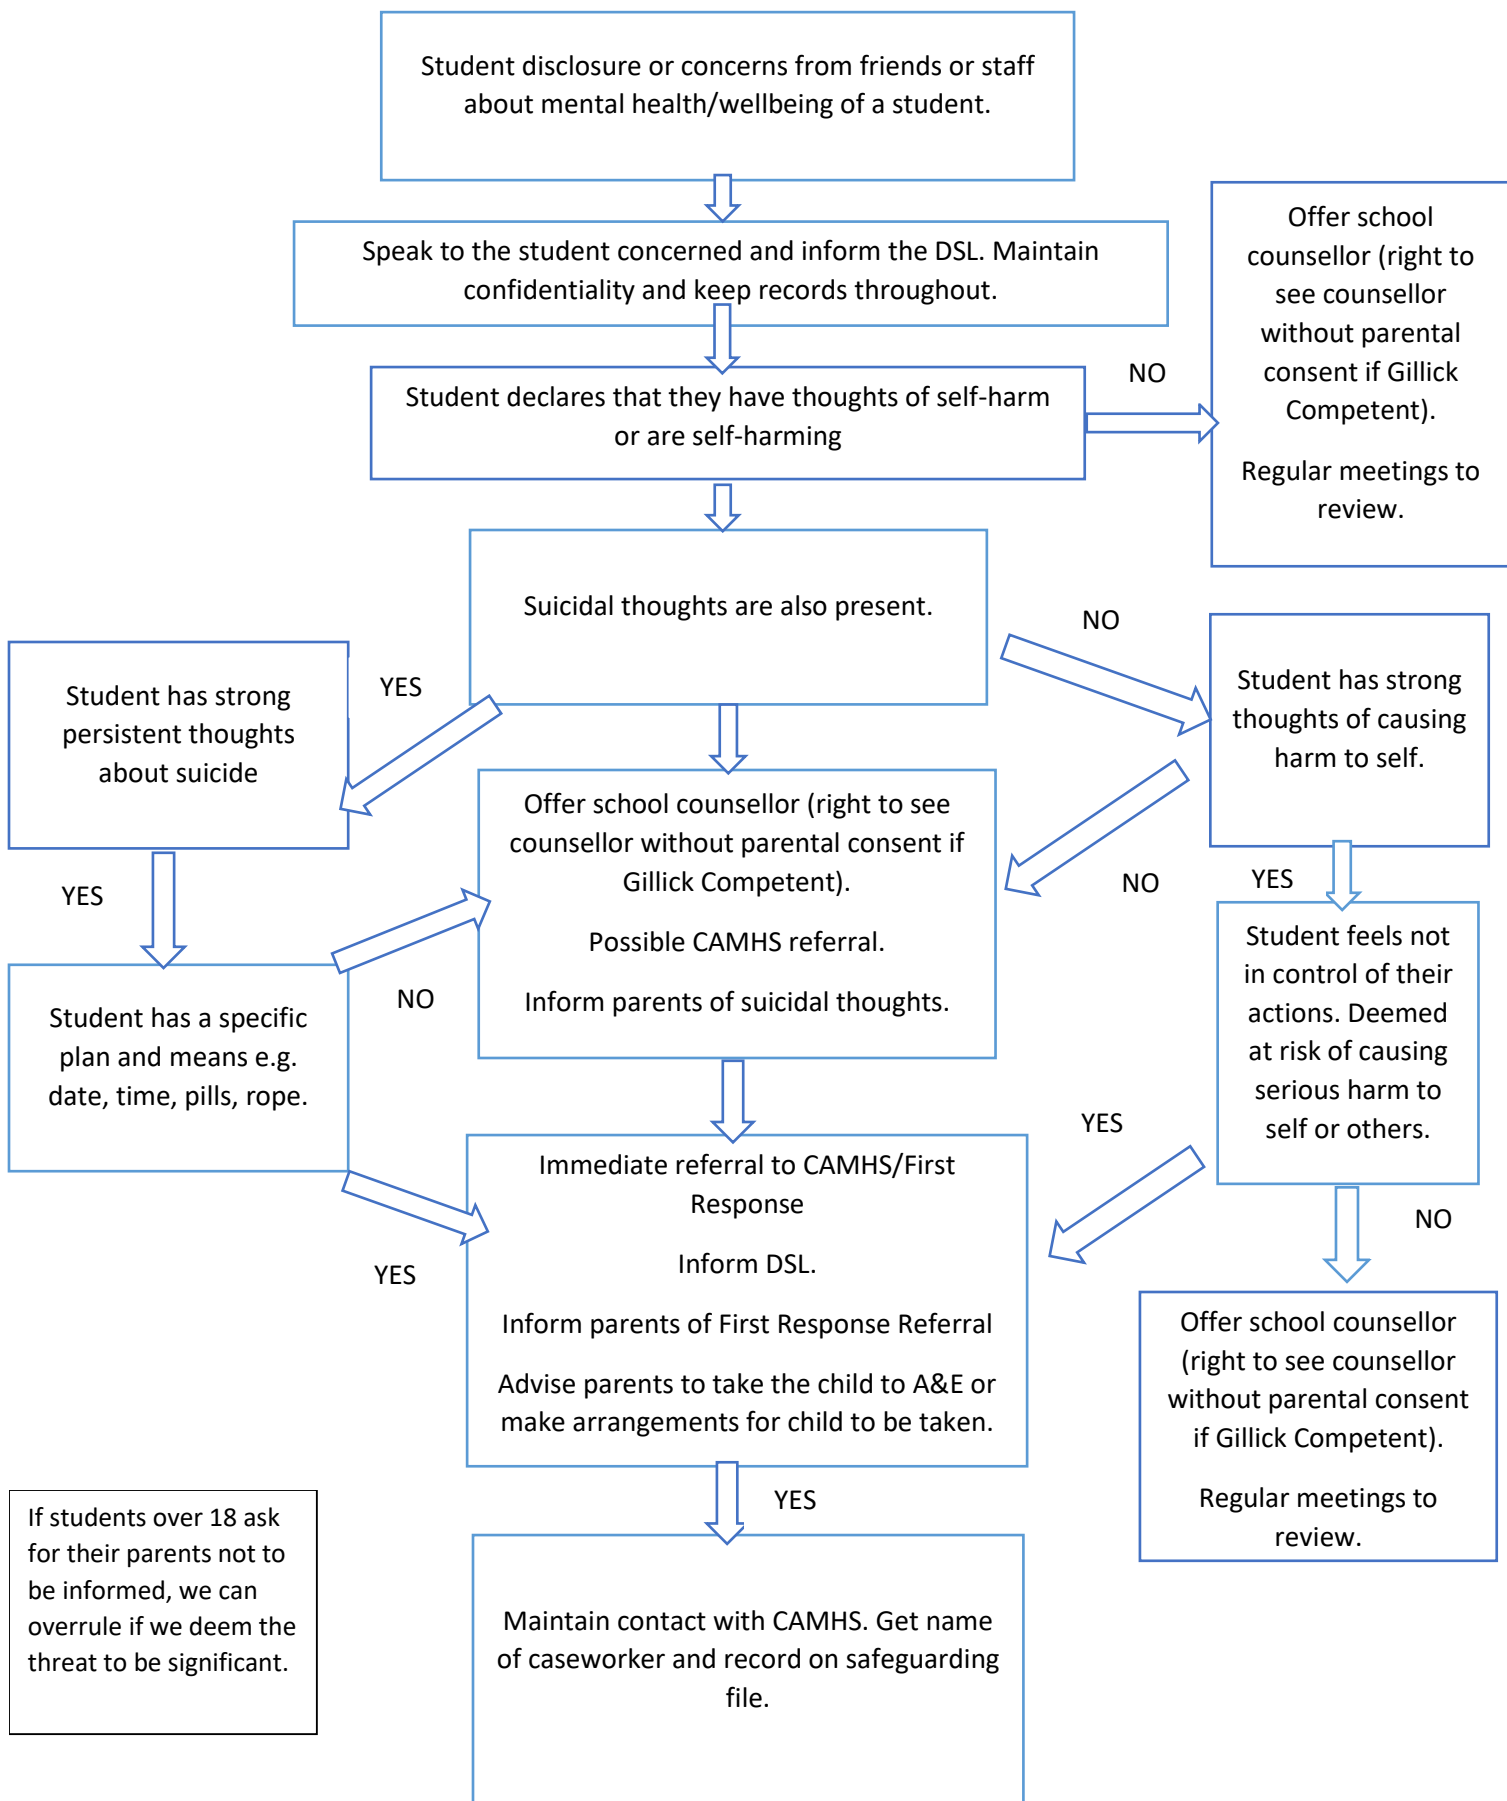 Student disclosure or concerns from friends or staff
about mental health/wellbeing of a student.
Speak to the student concerned and inform the DSL. Maintain
confidentiality and keep records throughout.
Student declares that they have thoughts of self-harm
or are self-harming
NO
Offer school
counsellor (right to
see counsellor
without parental
consent if Gillick
Competent).
Regular meetings to
review.
Suicidal thoughts are also present.
YES
NO
Student has strong
persistent thoughts
about suicide
Student has strong
thoughts of causing
harm to self.
Offer school counsellor (right to see
counsellor without parental consent if
Gillick Competent).
Possible CAMHS referral.
Inform parents of suicidal thoughts.
YES
NO
NO
YES
Student has a specific
plan and means e.g.
date, time, pills, rope.
Student feels not
in control of their
actions. Deemed
at risk of causing
serious harm to
self or others.
YES
YES
NO
Immediate referral to CAMHS/First
Response
Inform DSL.
Inform parents of First Response Referral
Advise parents to take the child to A&E or
make arrangements for child to be taken.
Offer school counsellor
(right to see counsellor
without parental consent
if Gillick Competent).
Regular meetings to
review.
YES
If students over 18 ask
for their parents not to
be informed, we can
overrule if we deem the
threat to be significant.
Maintain contact with CAMHS. Get name
of caseworker and record on safeguarding
file.